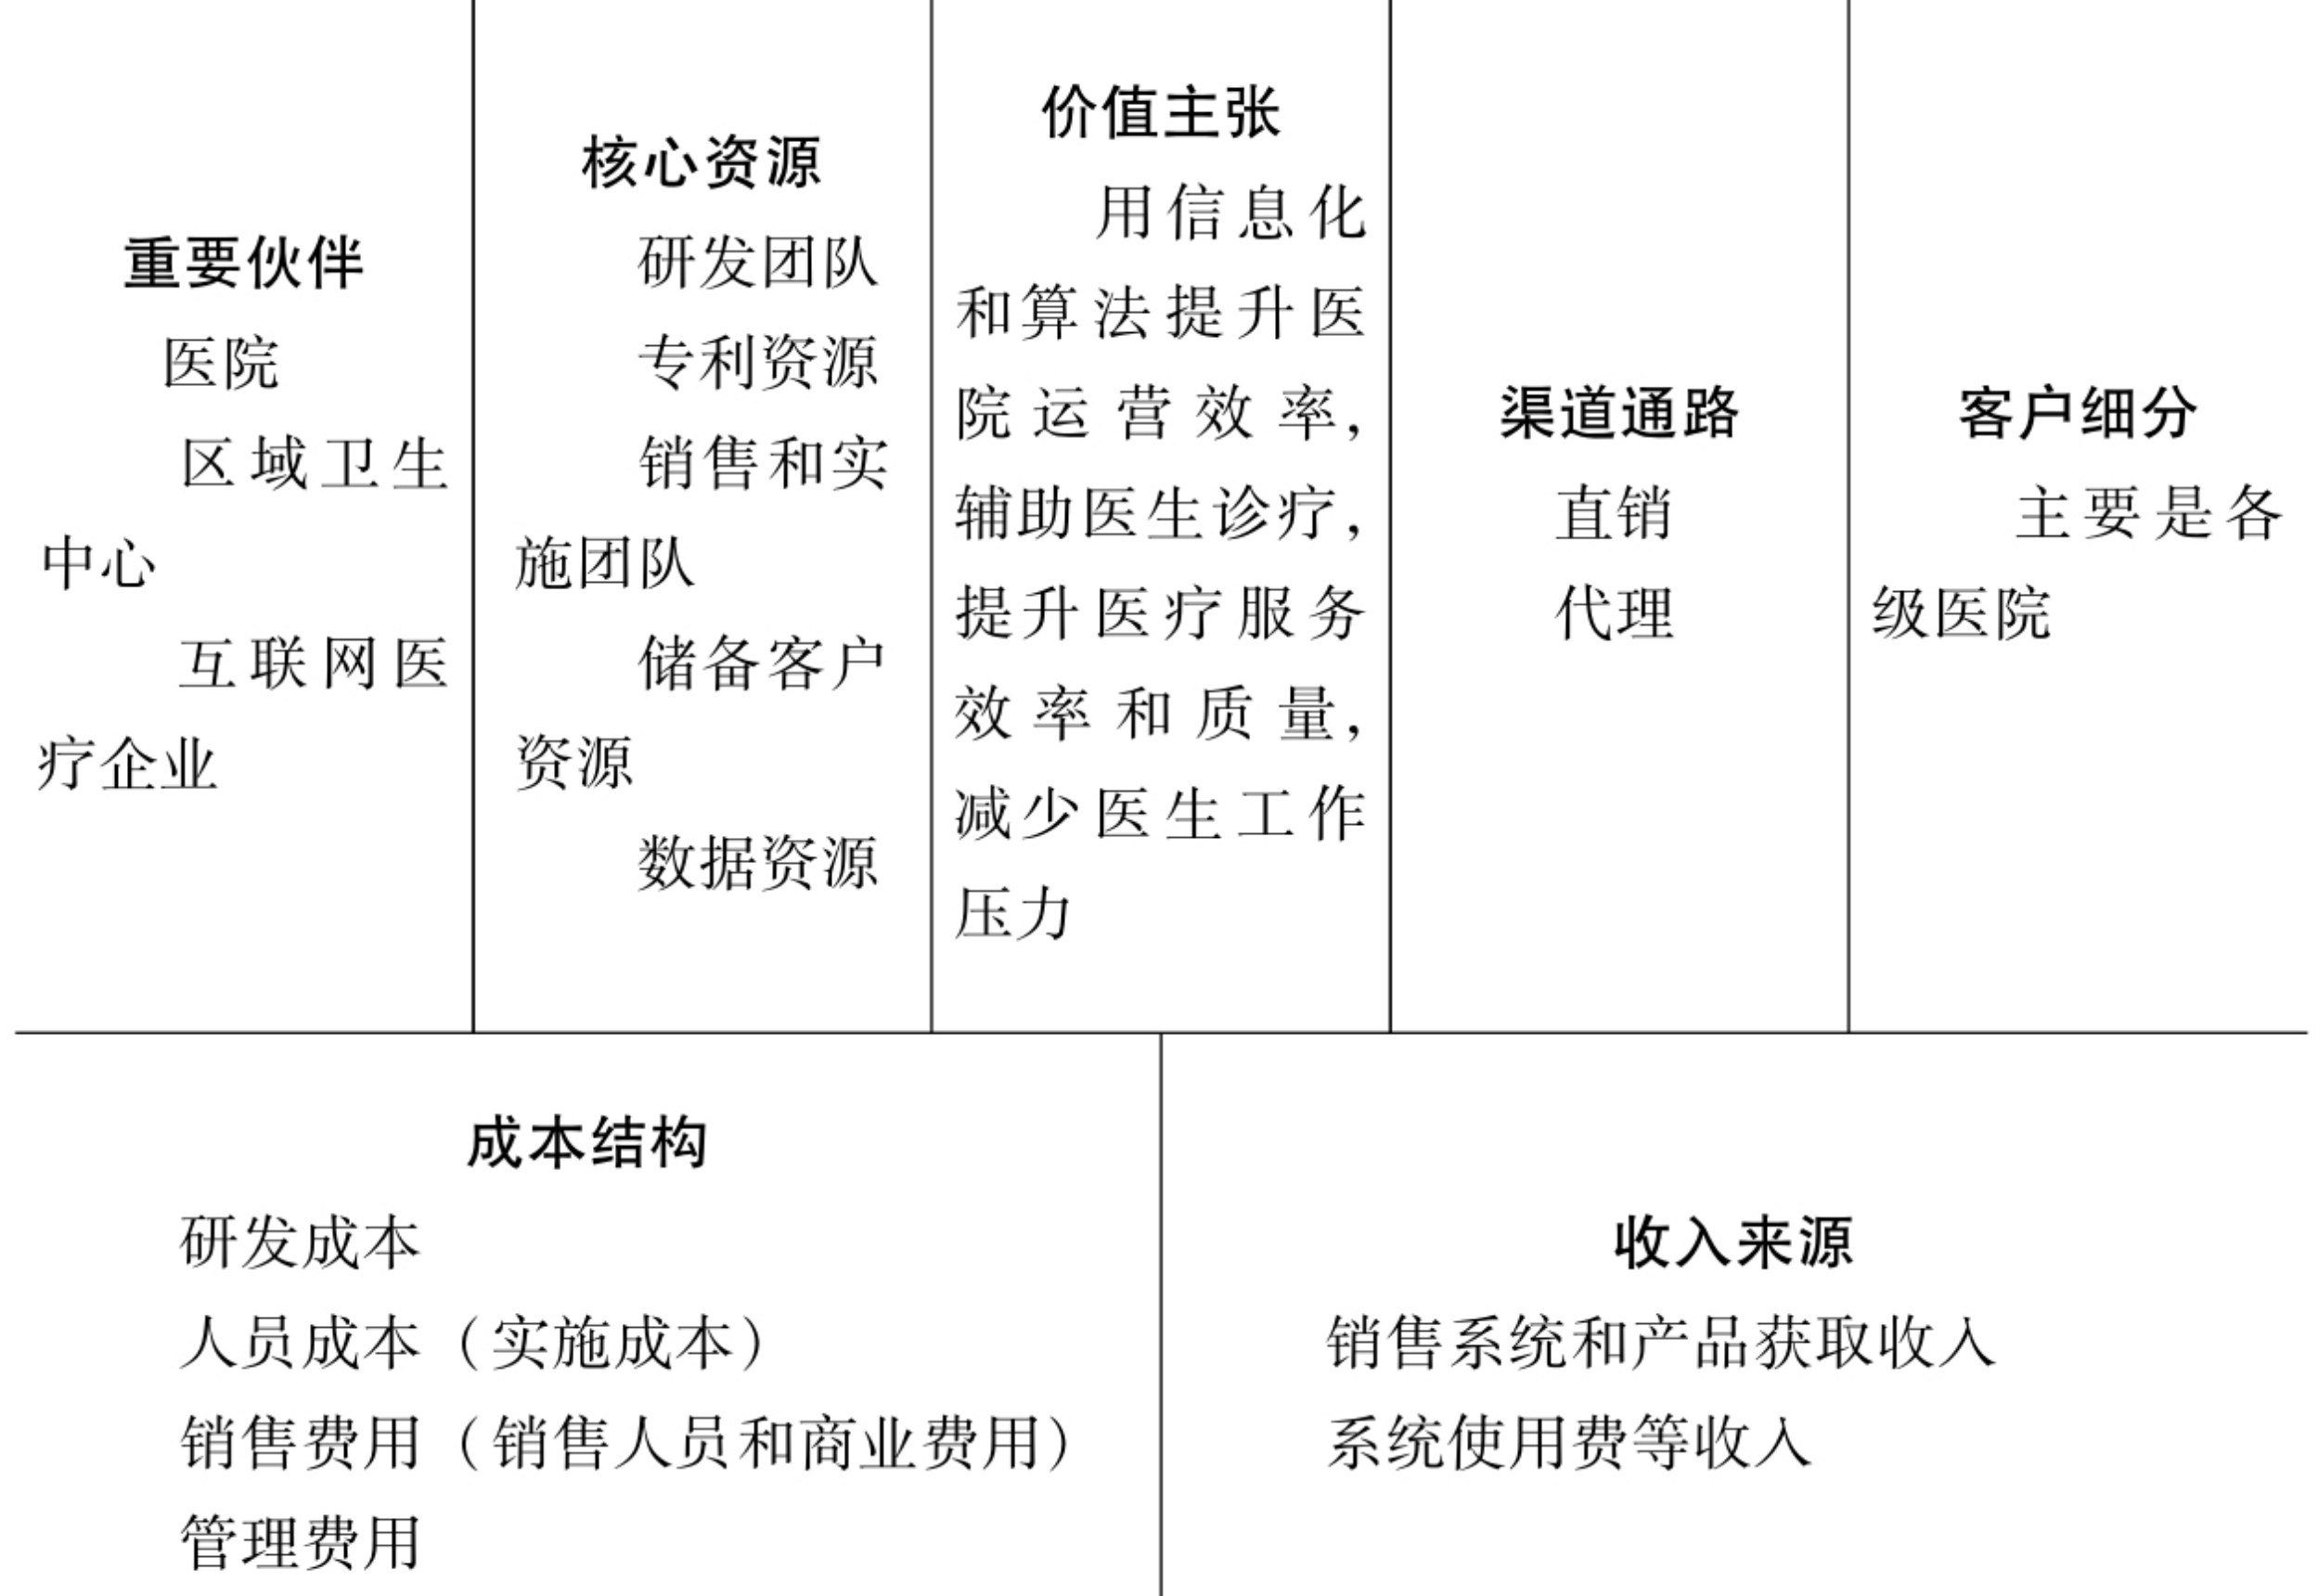 重要伙伴
医院
区域卫生
中心
互联网医
疗企业
核心资源
研发团队
专利资源
销售和实
施团队
储备客户
资源
数据资源
价值主张
用信息化
和算法提升医
院运营效率，
辅助医生诊疗，
提升医疗服务
效率和质量，
减少医生工作
压力
渠道通路
直销
代理
客户细分
主要是各
级医院
成本结构
研发成本
人员成本（实施成本）
销售费用（销售人员和商业费用）
管理费用
收入来源
销售系统和产品获取收入
系统使用费等收入